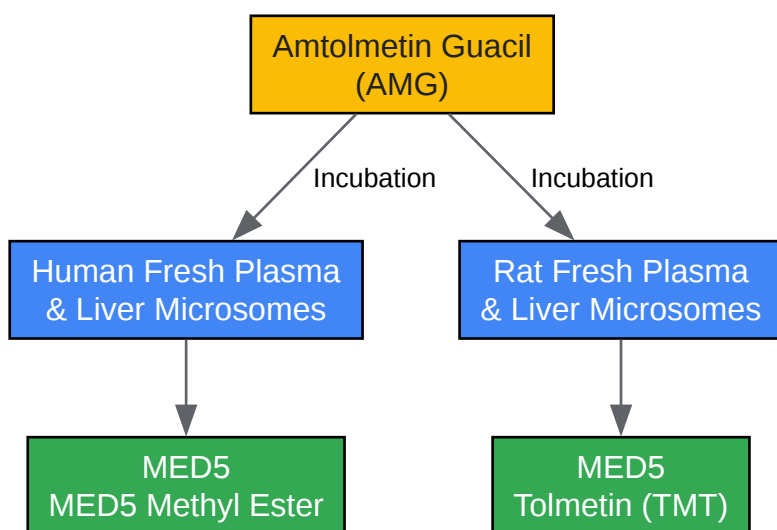 Amtolmetin Guacil
(AMG)
Incubation
Incubation
Human Fresh Plasma
& Liver Microsomes
Rat Fresh Plasma
& Liver Microsomes
MED5
MED5 Methyl Ester
MED5
Tolmetin (TMT)